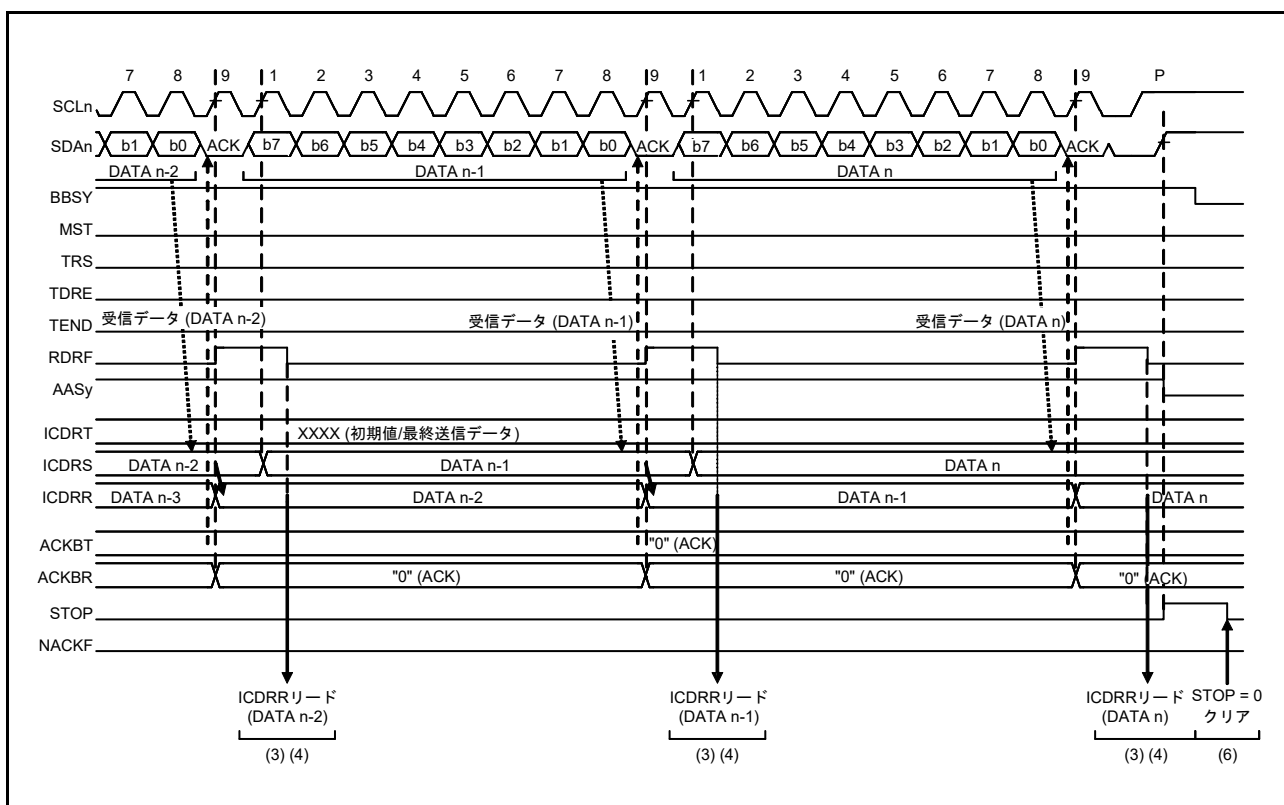 7 8 9 1 2 3 4 5 6 7 8 9 1 2 3 4 5 6 7 8 9 P
SCLn
SDAn b1 b0 ACK b7 b6 b5 b4 b3 b2 b1 b0 ACK b7 b6 b5 b4 b3 b2 b1 b0 ACK
DATA n-2 DATA n-1 DATA n
BBSY
MST
TRS
TDRE
TEND
受信データ (DATA n-2) 受信データ (DATA n-1) 受信データ (DATA n)
RDRF
AASy
ICDRT XXXX (初期値/最終送信データ)
ICDRS DATA n-2 DATA n-1 DATA n
ICDRR DATA n-3 DATA n-2 DATA n-1 DATA n
ACKBT "0" (ACK)
ACKBR "0" (ACK) "0" (ACK) "0" (ACK)
STOP
NACKF
ICDRRリード ICDRRリード ICDRRリード STOP = 0
(DATA n-2) (DATA n-1) (DATA n) クリア
(3) (4) (3) (4) (3) (4) (6)